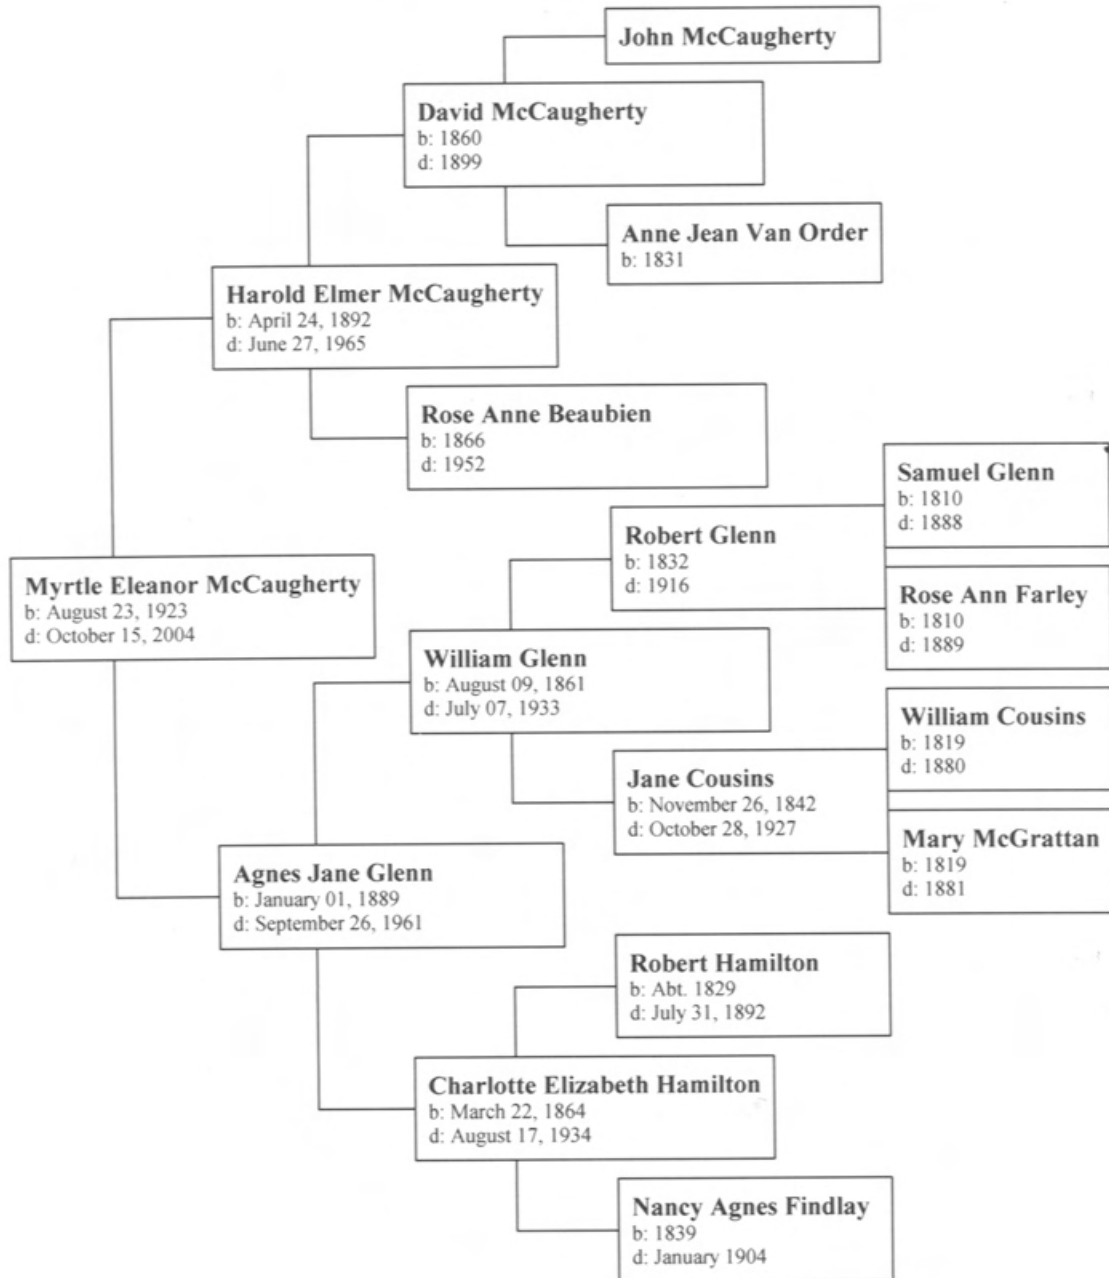 John McCaugherty
David McCaugherty
b: 1860
d: 1899
Anne Jean Van Order
b: 1831
Harold Elmer McCaugherty
b: April 24, 1892
d: June 27, 1965
Rose Anne Beaubien
b: 1866
d: 1952
Samuel Glenn
b: 1810
d: 1888
Robert Glenn
b: 1832
d: 1916
Myrtle Eleanor McCaugherty
b: August 23, 1923
d: October 15, 2004
Rose Ann Farley
b: 1810
d: 1889
William Glenn
b: August 09, 1861
d: July 07, 1933
William Cousins
b: 1819
d: 1880
Jane Cousins
b: November 26, 1842
d: October 28, 1927
Mary McGrattan
b: 1819
d: 1881
Agnes Jane Glenn
b: January 01, 1889
d: September 26, 1961
Robert Hamilton
b: Abt. 1829
d: July 31, 1892
Charlotte Elizabeth Hamilton
b: March 22, 1864
d: August 17, 1934
Nancy Agnes Findlay
b: 1839
d: January 1904